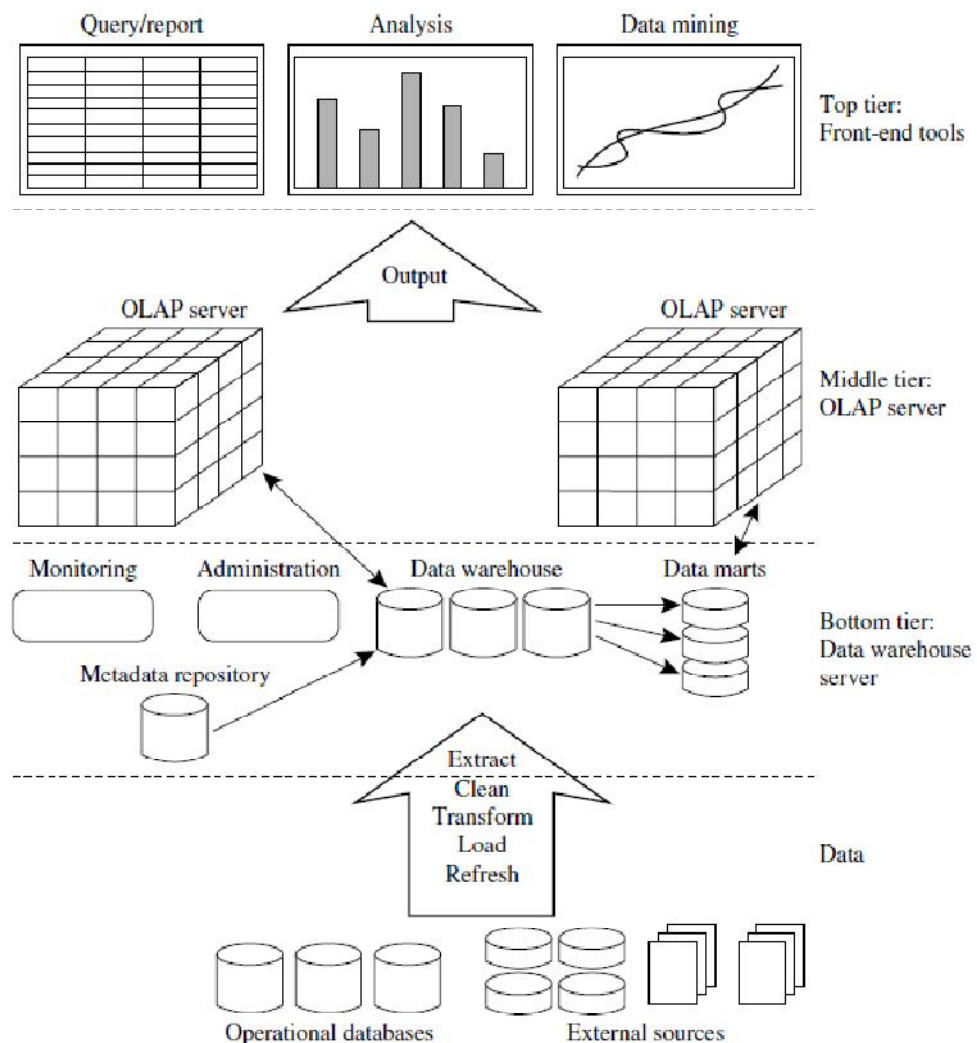 Query/report
Analysis
Data mining
Top tier:
Front-end tools
Output
OLAP server
OLAP server
Middle tier:
OLAP server
Monitoring
Administration
Data warehouse
Data marts
Bottom tier:
Data warehouse
server
Metadata repository
Extract
Clean
Transform
Load
Refresh
Data
Operational databases
External sources